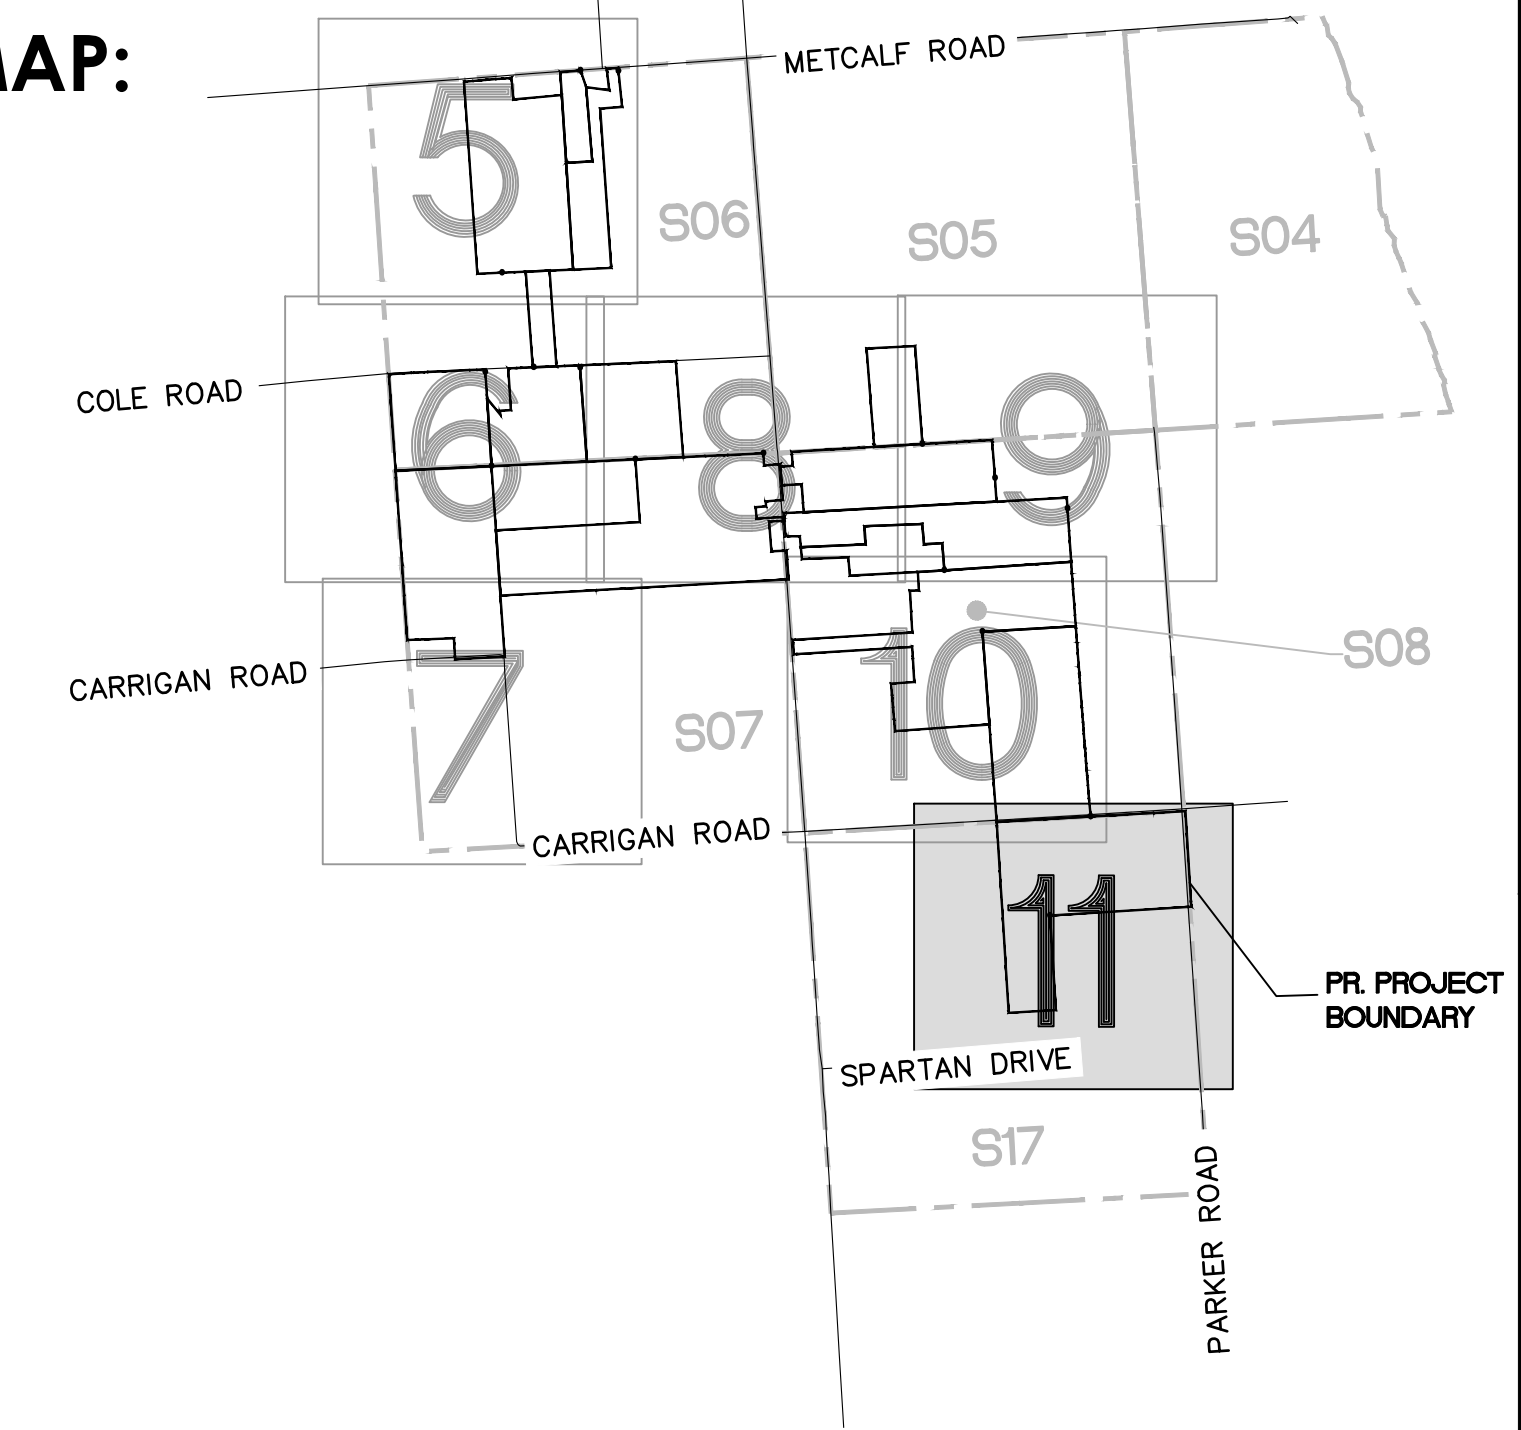 MAP:
METCALF ROAD
5
S06
S05
S04
COLE ROAD
6
8
9
CARRIGAN ROAD
7
S07
10
S08
CARRIGAN ROAD
11
PR. PROJECT
BOUNDARY
SPARTAN DRIVE
S17
PARKER ROAD